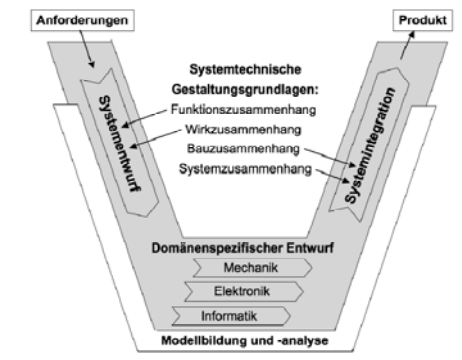 Anforderungen
Produkt
Systemtechnische
Gestaltungsgrundlagen:
Funktionszusammenhang
Wirkzusammenhang
Bauzusammenhang
Systemzusammenhang
Systementwurf
Systemintegration
Domänenspezifischer Entwurf
Mechanik
Elektronik
Informatik
Modellbildung und -analyse